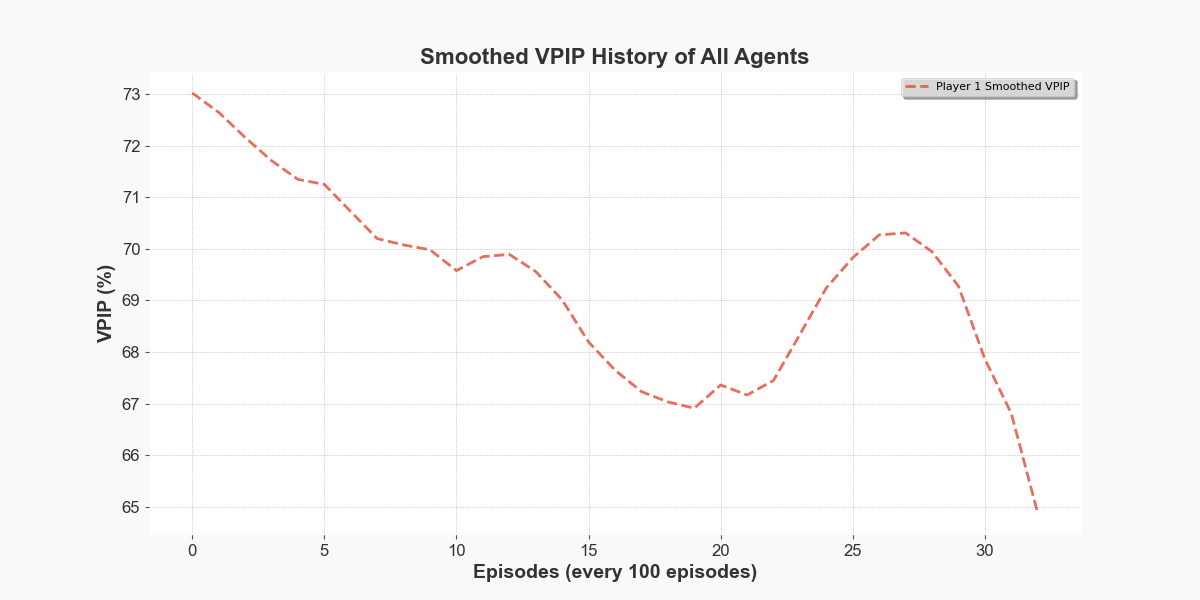 Smoothed VPIP History of All Agents
Player 1 Smoothed VPIP
73
72
71
70
69
68
67
66
65
VPIP (%)
0 5 10 15 20 25 30
Episodes (every 100 episodes)